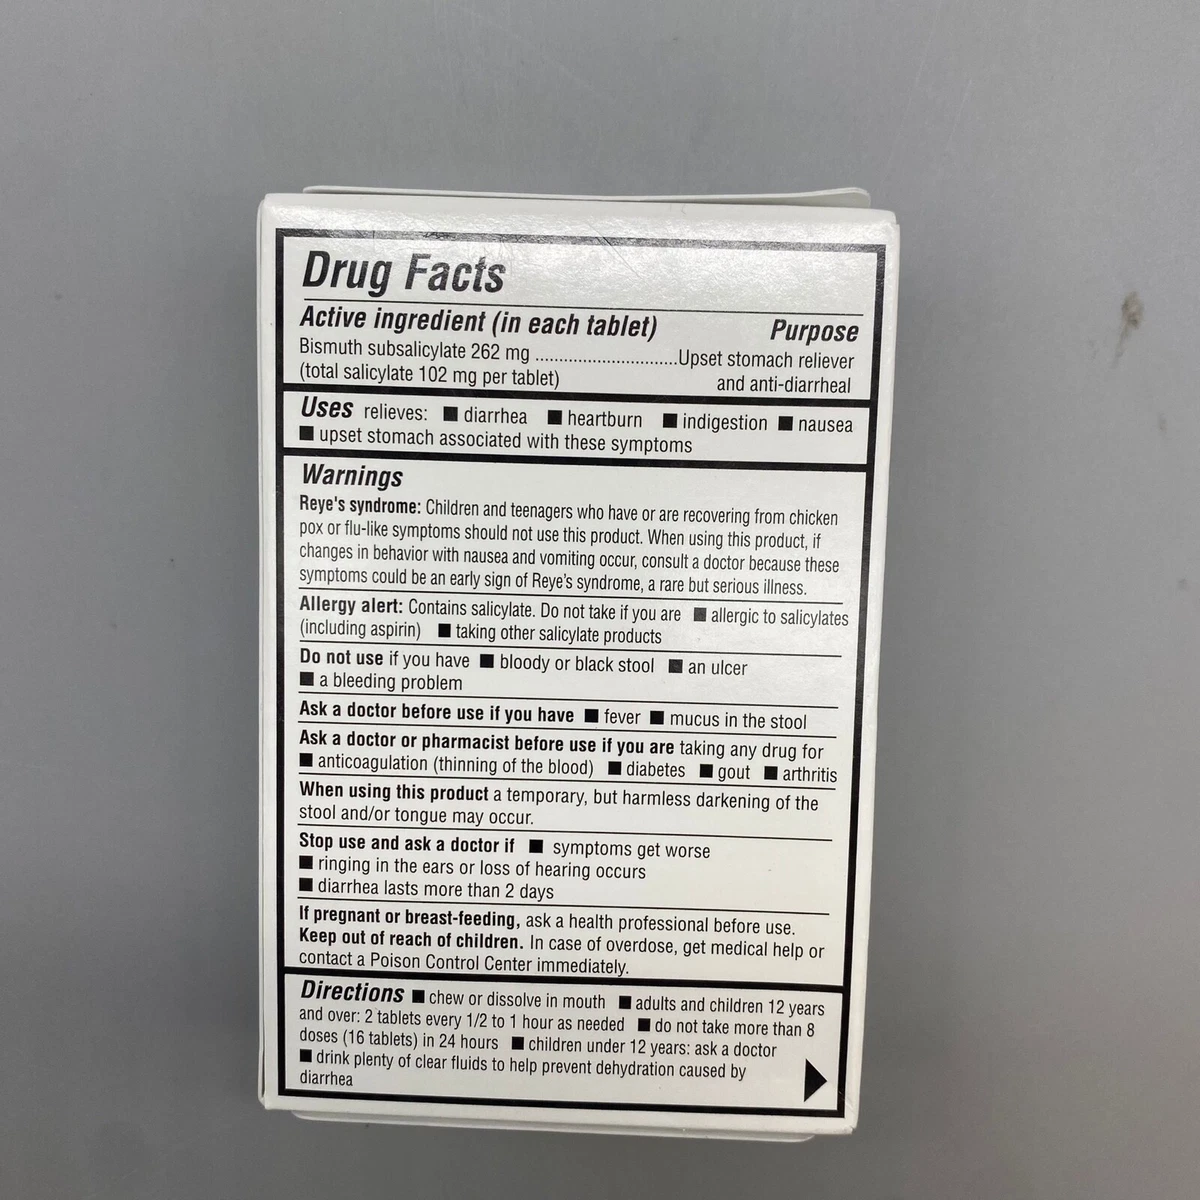 Drug Facts
Active ingredient (in each tablet) Purpose
Bismuth subsalicylate 262 mg ..............................Upset stomach reliever
(total salicylate 102 mg per tablet) and anti-diarrheal
Uses relieves: ■ diarrhea ■ heartburn ■ indigestion ■ nausea
■ upset stomach associated with these symptoms
Warnings
Reye's syndrome: Children and teenagers who have or are recovering from chicken
pox or flu-like symptoms should not use this product. When using this product, if
changes in behavior with nausea and vomiting occur, consult a doctor because these
symptoms could be an early sign of Reye's syndrome, a rare but serious illness.
Allergy alert: Contains salicylate. Do not take if you are ■ allergic to salicylates
(including aspirin) ■ taking other salicylate products
Do not use if you have ■ bloody or black stool ■ an ulcer
■ a bleeding problem
Ask a doctor before use if you have ■ fever ■ mucus in the stool
Ask a doctor or pharmacist before use if you are taking any drug for
■ anticoagulation (thinning of the blood) ■ diabetes ■ gout ■ arthritis
When using this product a temporary, but harmless darkening of the
stool and/or tongue may occur.
Stop use and ask a doctor if ■ symptoms get worse
■ ringing in the ears or loss of hearing occurs
■ diarrhea lasts more than 2 days
If pregnant or breast-feeding, ask a health professional before use.
Keep out of reach of children. In case of overdose, get medical help or
contact a Poison Control Center immediately.
Directions ■ chew or dissolve in mouth ■ adults and children 12 years
and over: 2 tablets every 1/2 to 1 hour as needed ■ do not take more than 8
doses (16 tablets) in 24 hours ■ children under 12 years: ask a doctor
■ drink plenty of clear fluids to help prevent dehydration caused by
diarrhea